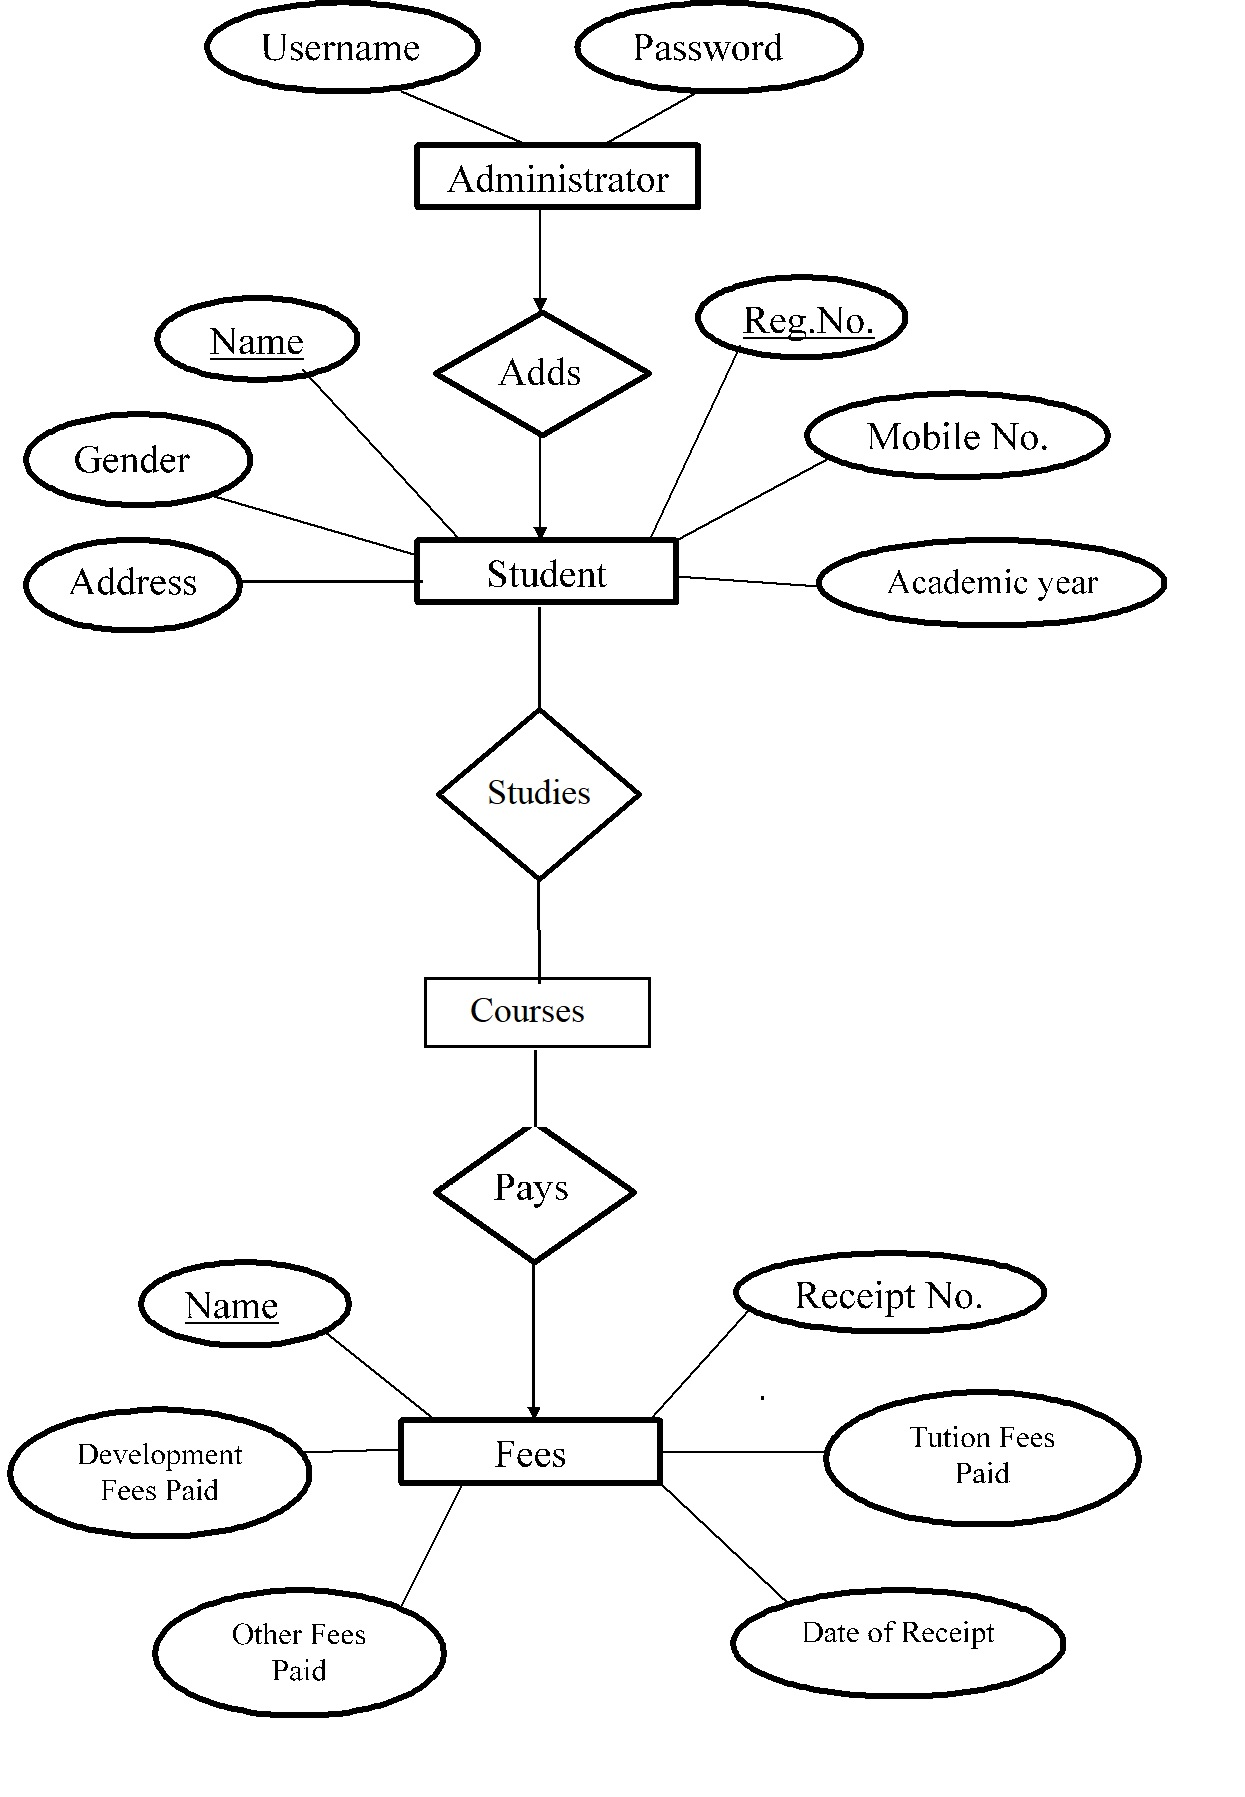 Username
Password
Administrator
Name
Reg.No.
Adds
Gender
Mobile No.
Address
Student
Academic year
Studies
Courses
Pays
Name
Receipt No.
Development
Fees Paid
Fees
Tution Fees
Paid
Other Fees
Paid
Date of Receipt